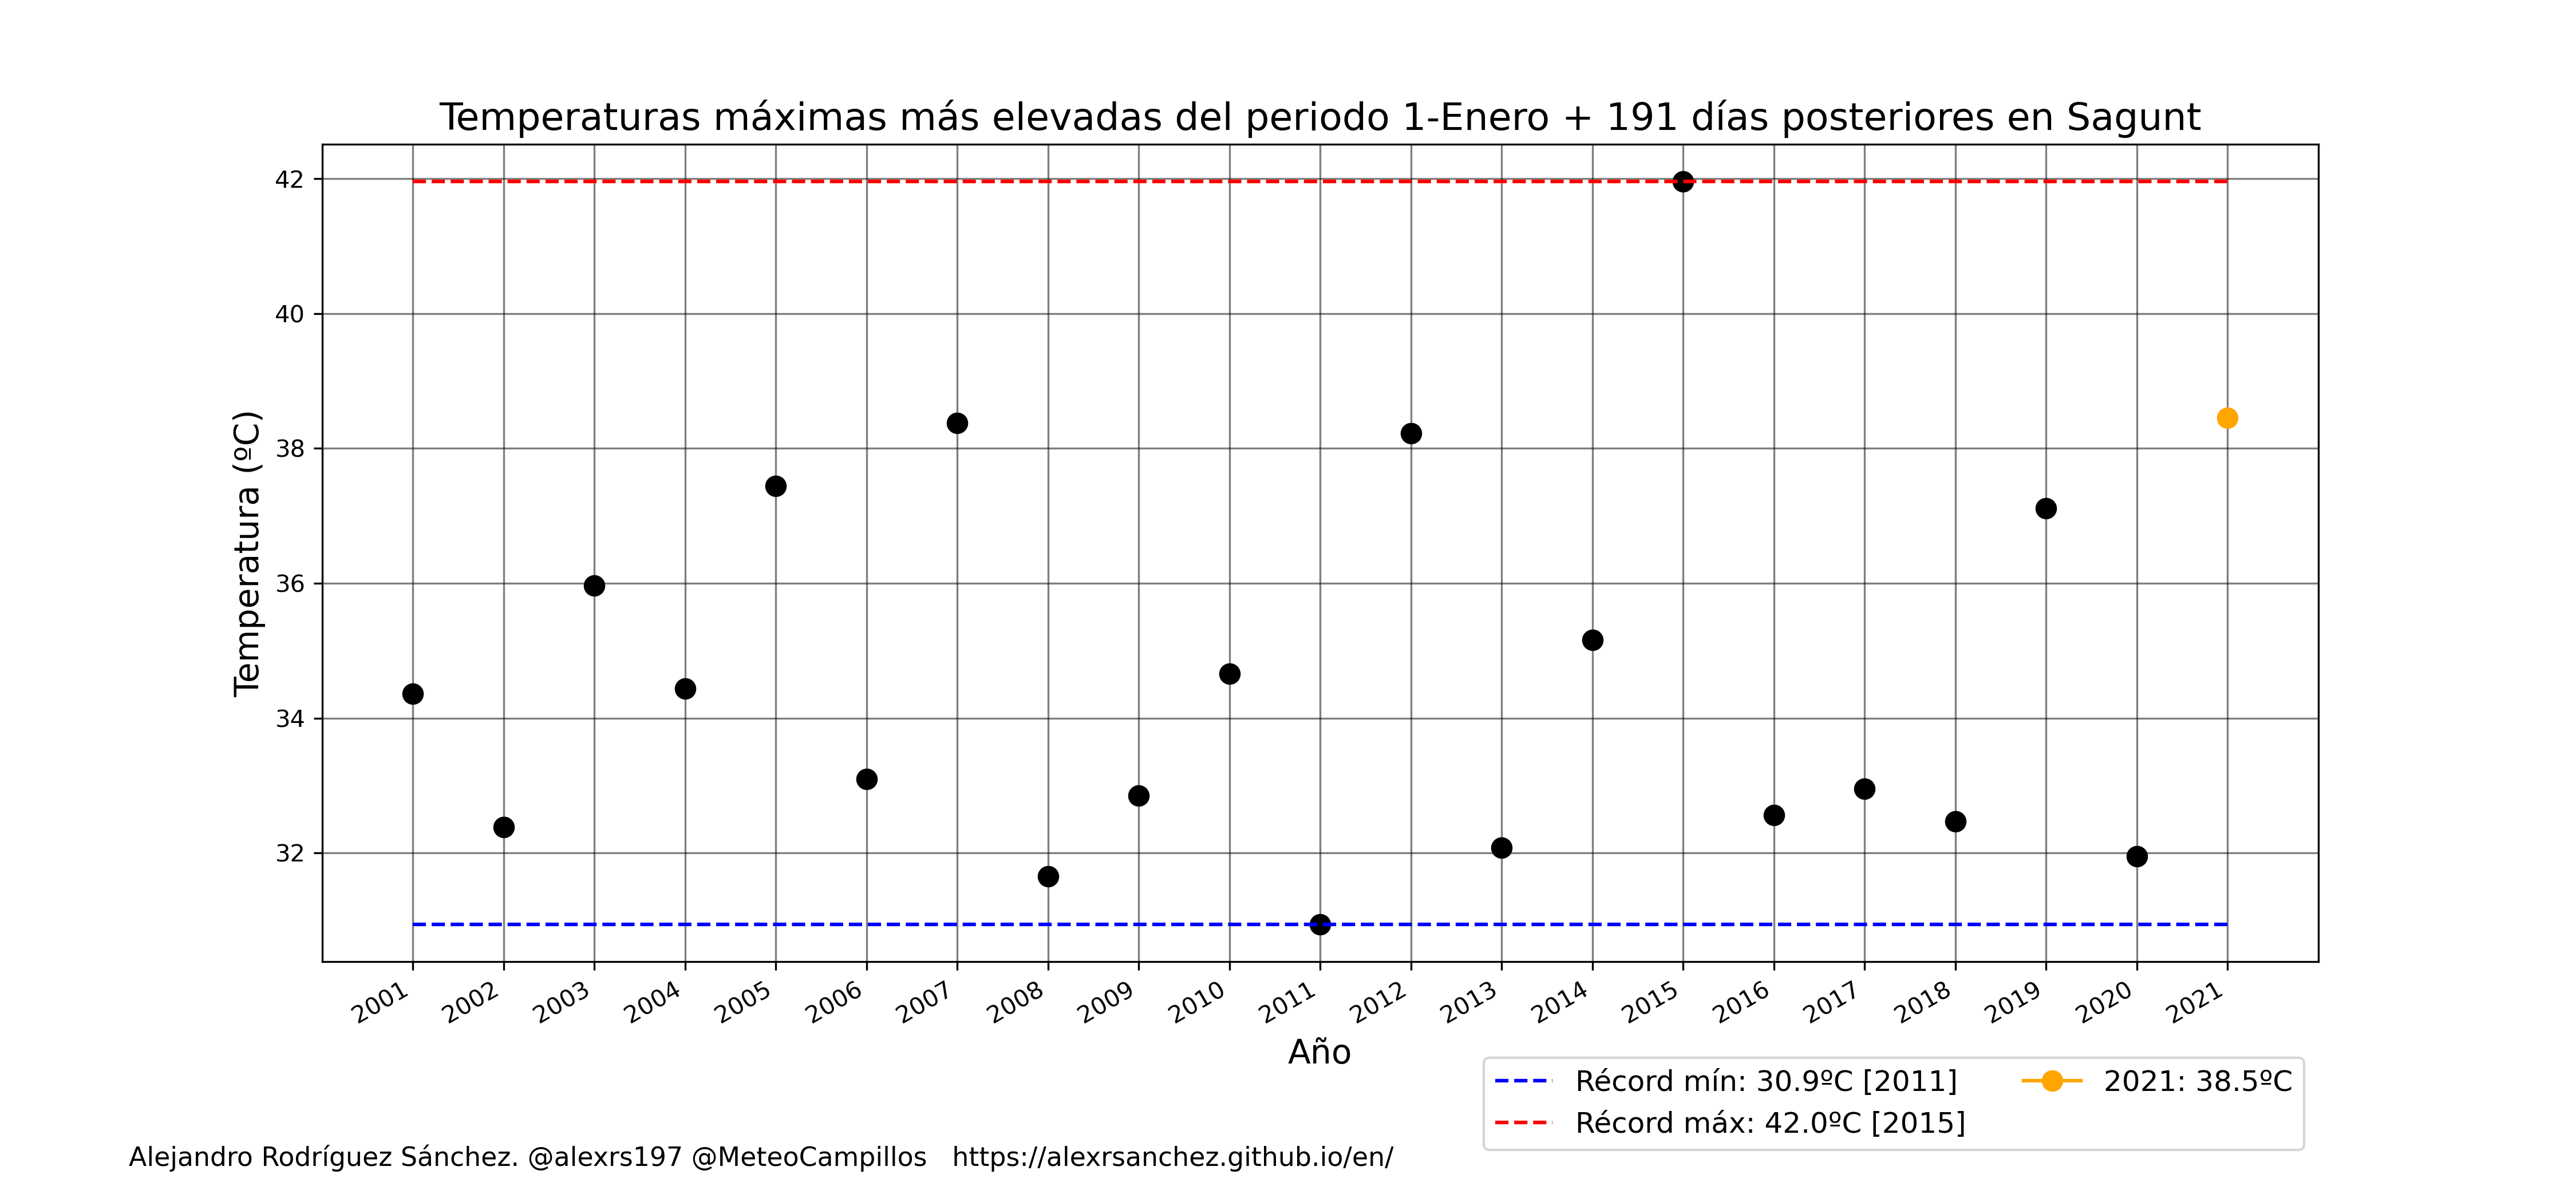 Temperaturas máximas más elevadas del periodo 1-Enero + 191 días posteriores en Sagunt
Temperatura (ºC)
42
40
38
36
34
32
2001 2002 2003 2004 2005 2006 2007 2008 2009 2010 2011 2012 2013 2014 2015 2016 2017 2018 2019 2020 2021
Año
Récord mín: 30.9ºC [2011]
Récord máx: 42.0ºC [2015]
2021: 38.5ºC
Alejandro Rodríguez Sánchez. @alexrs197 @MeteoCampillos https://alexrsanchez.github.io/en/